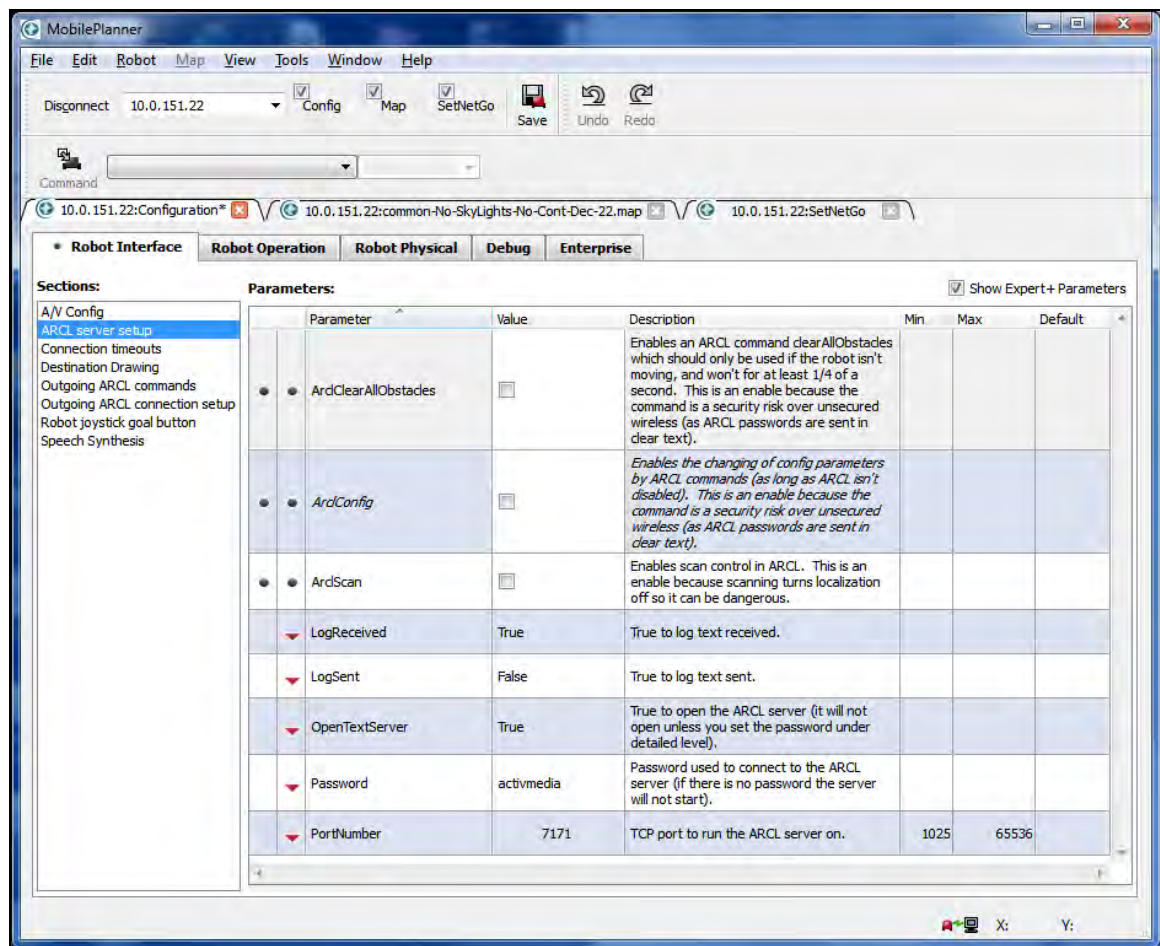 MobilePlanner
File Edit Robot Map View Tools Window Help
Disconnect 10.0.151.22 Config Map SetNetGo Save Undo Redo
Command
10.0.151.22:Configuration* 10.0.151.22:common-No-SkyLights-No-Cont-Dec-22.map 10.0.151.22:SetNetGo
Robot Interface Robot Operation Robot Physical Debug Enterprise
Sections:
A/V Config
ARCL server setup
Connection timeouts
Destination Drawing
Outgoing ARCL commands
Outgoing ARCL connection setup
Robot joystick goal button
Speech Synthesis
Parameters: Show Expert+ Parameters
Parameter Value Description Min Max Default
ArclClearAllObstacles
Enables an ARCL command clearAllObstacles
which should only be used if the robot isn't
moving, and won't for at least 1/4 of a
second. This is an enable because the
command is a security risk over unsecured
wireless (as ARCL passwords are sent in
clear text).
ArclConfig
Enables the changing of config parameters
by ARCL commands (as long as ARCL isn't
disabled). This is an enable because the
command is a security risk over unsecured
wireless (as ARCL passwords are sent in
clear text).
ArclScan
Enables scan control in ARCL. This is an
enable because scanning turns localization
off so it can be dangerous.
LogReceived True True to log text received.
LogSent False True to log text sent.
OpenTextServer True
True to open the ARCL server (it will not
open unless you set the password under
detailed level).
Password activmedia
Password used to connect to the ARCL
server (if there is no password the server
will not start).
PortNumber 7171 TCP port to run the ARCL server on. 1025 65536
X: Y: